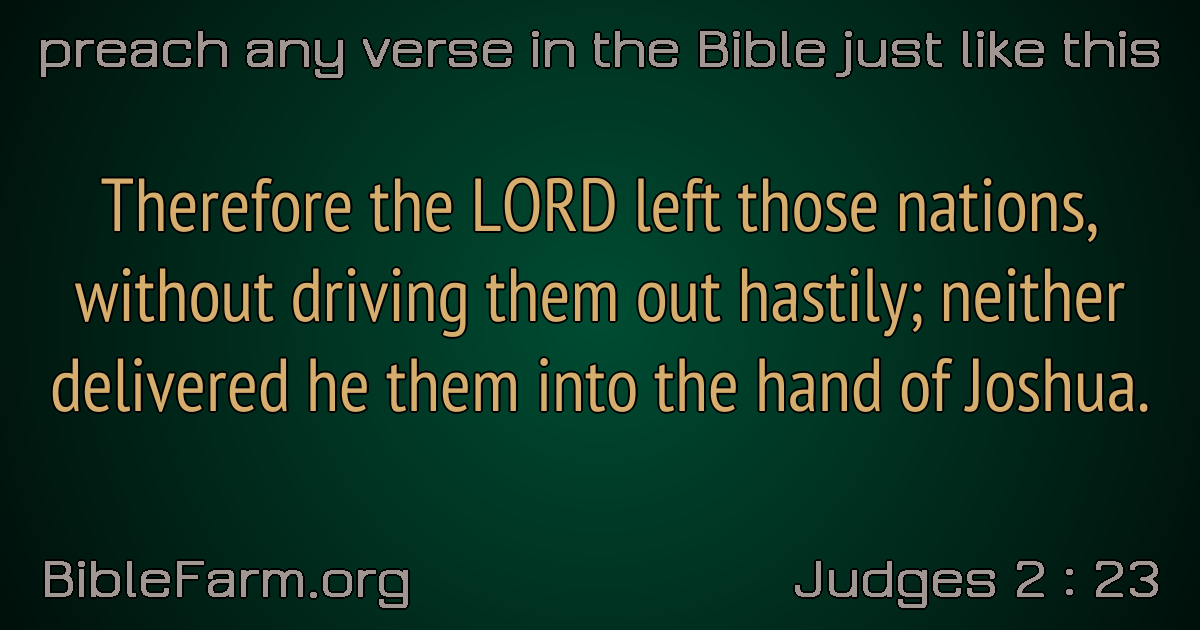 preach any verse in the Bible just like this
Therefore the LORD left those nations,
without driving them out hastily; neither
delivered he them into the hand of Joshua.
BibleFarm.org
Judges 2 : 23